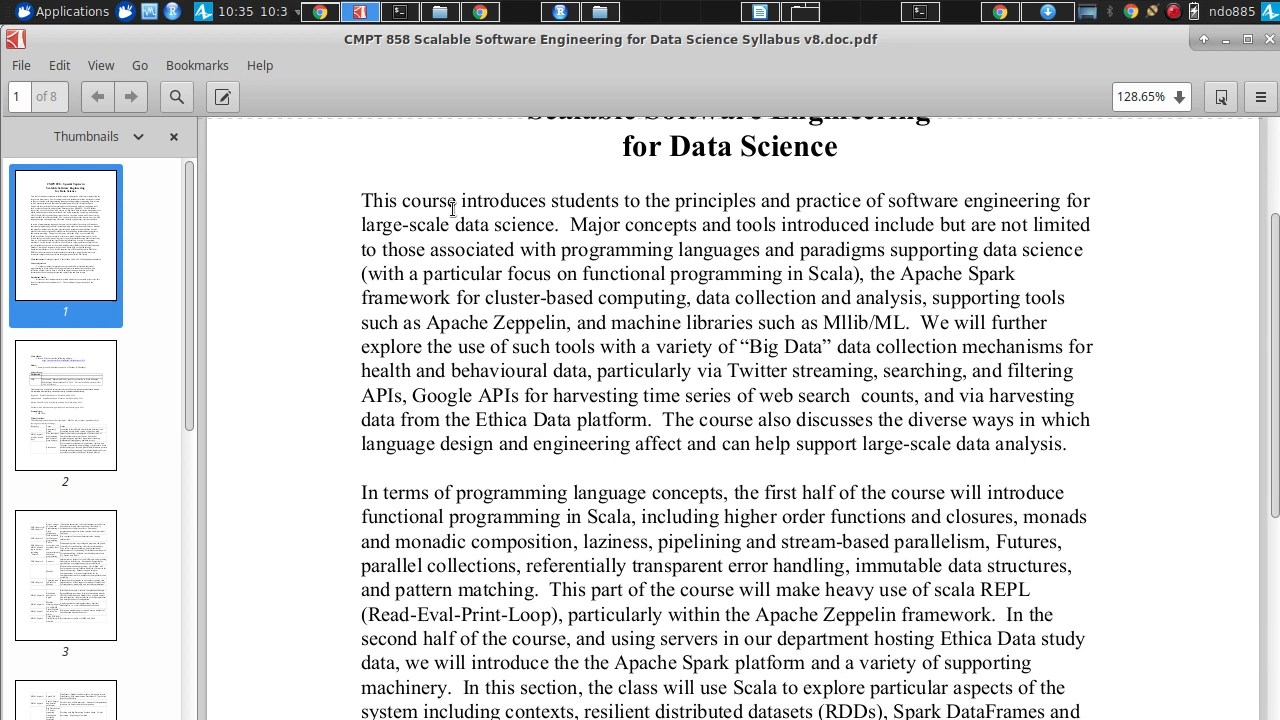 Applications 10:35 10:3 ndo885
CMPT 858 Scalable Software Engineering for Data Science Syllabus v8.doc.pdf
File Edit View Go Bookmarks Help
1 of 8 128.65%
Thumbnails
1
2
3
Scalable Software Engineering
for Data Science
This course introduces students to the principles and practice of software engineering for
large-scale data science.  Major concepts and tools introduced include but are not limited
to those associated with programming languages and paradigms supporting data science
(with a particular focus on functional programming in Scala), the Apache Spark
framework for cluster-based computing, data collection and analysis, supporting tools
such as Apache Zeppelin, and machine libraries such as Mllib/ML.  We will further
explore the use of such tools with a variety of “Big Data” data collection mechanisms for
health and behavioural data, particularly via Twitter streaming, searching, and filtering
APIs, Google APIs for harvesting time series of web search  counts, and via harvesting
data from the Ethica Data platform.  The course also discusses the diverse ways in which
language design and engineering affect and can help support large-scale data analysis.
In terms of programming language concepts, the first half of the course will introduce
functional programming in Scala, including higher order functions and closures, monads
and monadic composition, laziness, pipelining and stream-based parallelism, Futures,
parallel collections, referentially transparent error handling, immutable data structures,
and pattern matching.  This part of the course will make heavy use of scala REPL
(Read-Eval-Print-Loop), particularly within the Apache Zeppelin framework.  In the
second half of the course, and using servers in our department hosting Ethica Data study
data, we will introduce the the Apache Spark platform and a variety of supporting
machinery.  In this section, the class will use Scala to explore particular aspects of the
system including contexts, resilient distributed datasets (RDDs), Spark DataFrames and